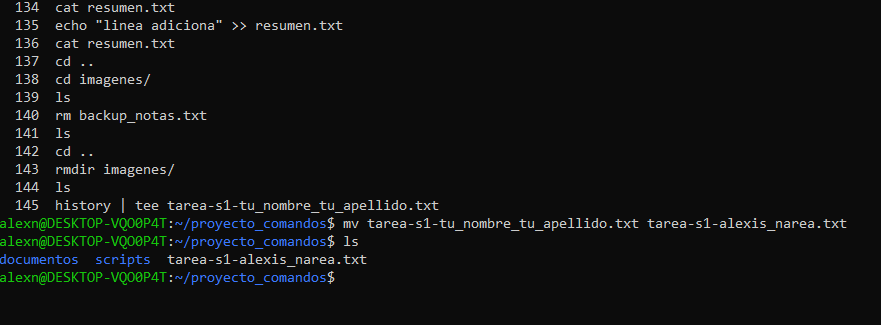 134  cat resumen.txt
135  echo "linea adiciona" >> resumen.txt
136  cat resumen.txt
137  cd ..
138  cd imagenes/
139  ls
140  rm backup_notas.txt
141  ls
142  cd ..
143  rmdir imagenes/
144  ls
145  history | tee tarea-s1-tu_nombre_tu_apellido.txt
alexn@DESKTOP-VQO0P4T:~/proyecto_comandos$ mv tarea-s1-tu_nombre_tu_apellido.txt tarea-s1-alexis_narea.txt
alexn@DESKTOP-VQO0P4T:~/proyecto_comandos$ ls
documentos  scripts  tarea-s1-alexis_narea.txt
alexn@DESKTOP-VQO0P4T:~/proyecto_comandos$